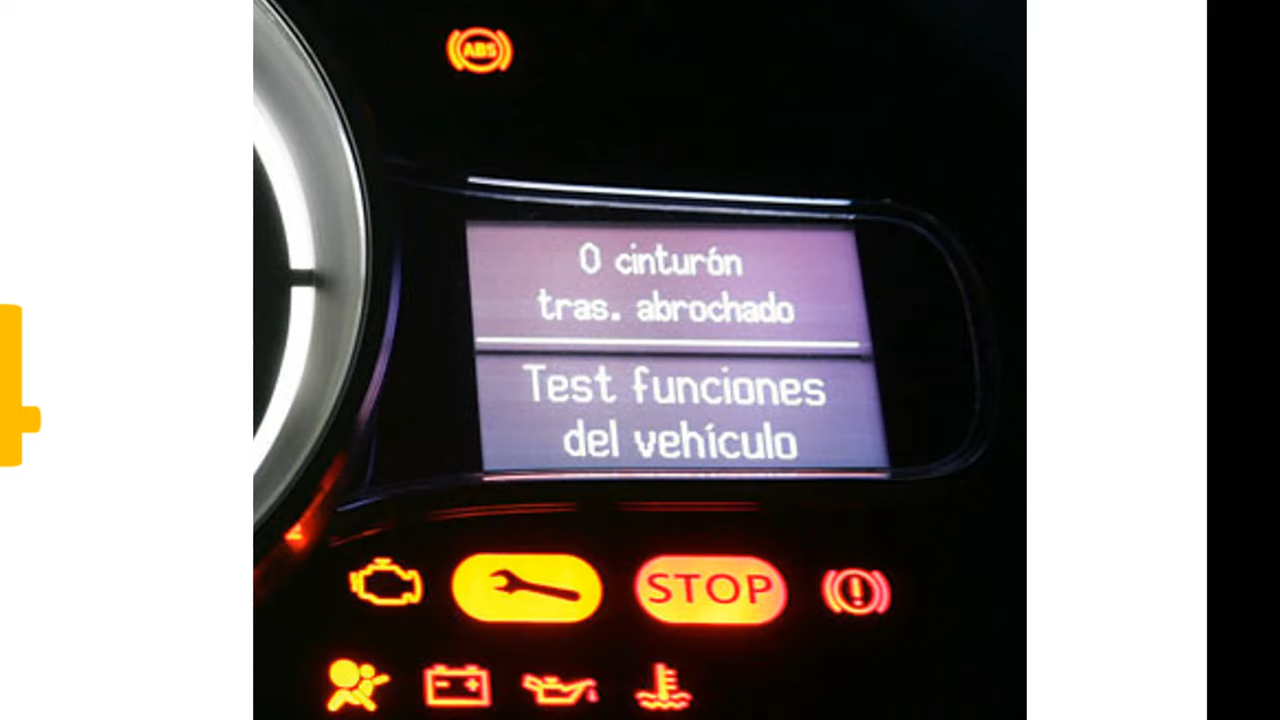 ABS
0 cinturón
tras. abrochado
Test funciones
del vehículo
STOP